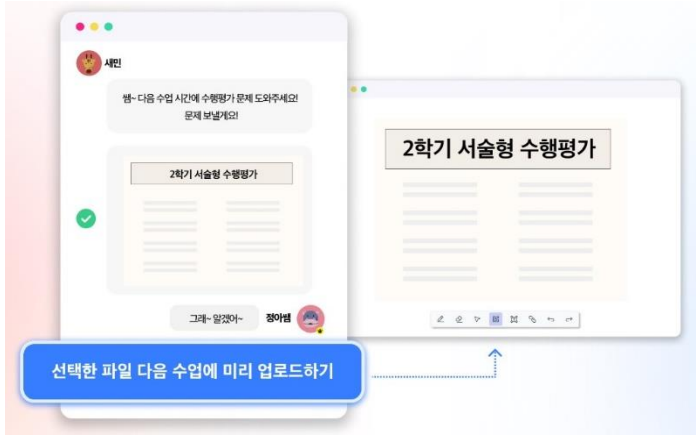 새민
쌤~ 다음 수업 시간에 수행평가 문제 도와주세요!
문제 보낼게요!
2학기 서술형 수행평가
그래~ 알겠어~
정아쌤
선택한 파일 다음 수업에 미리 업로드하기
2학기 서술형 수행평가